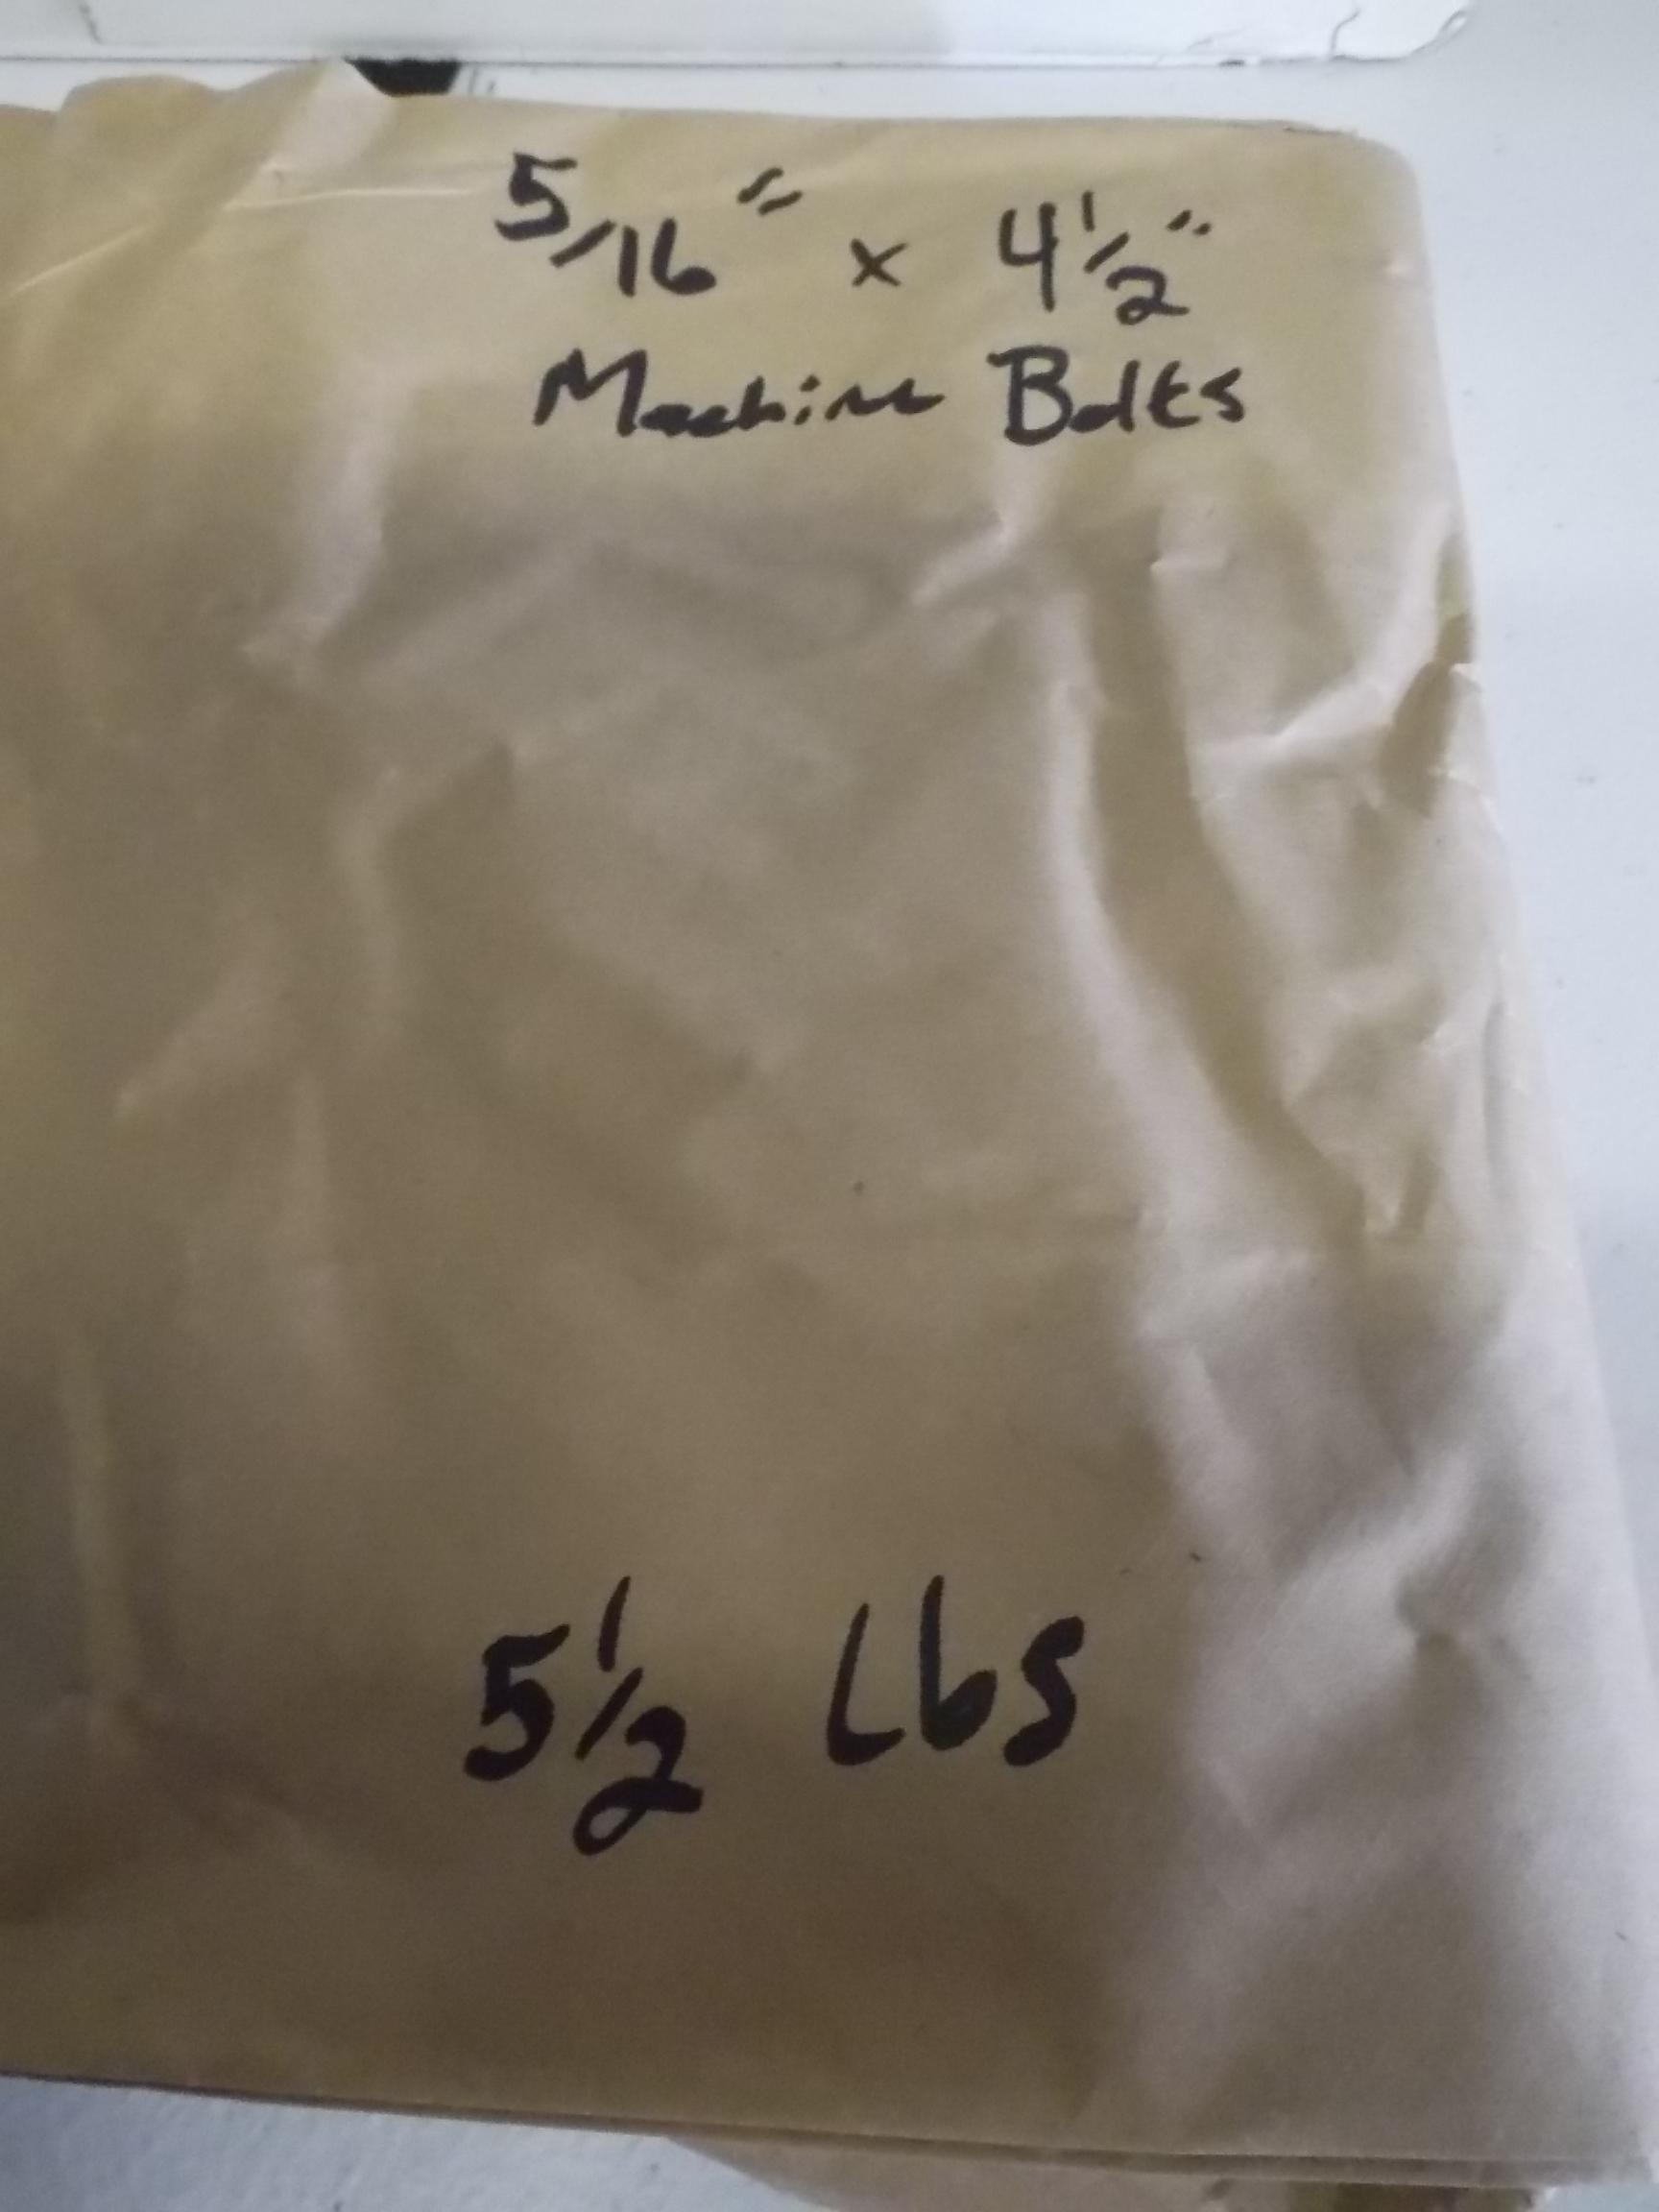 5/16" x 4 1/2"
Machine Bolts
5 1/2 Lbs